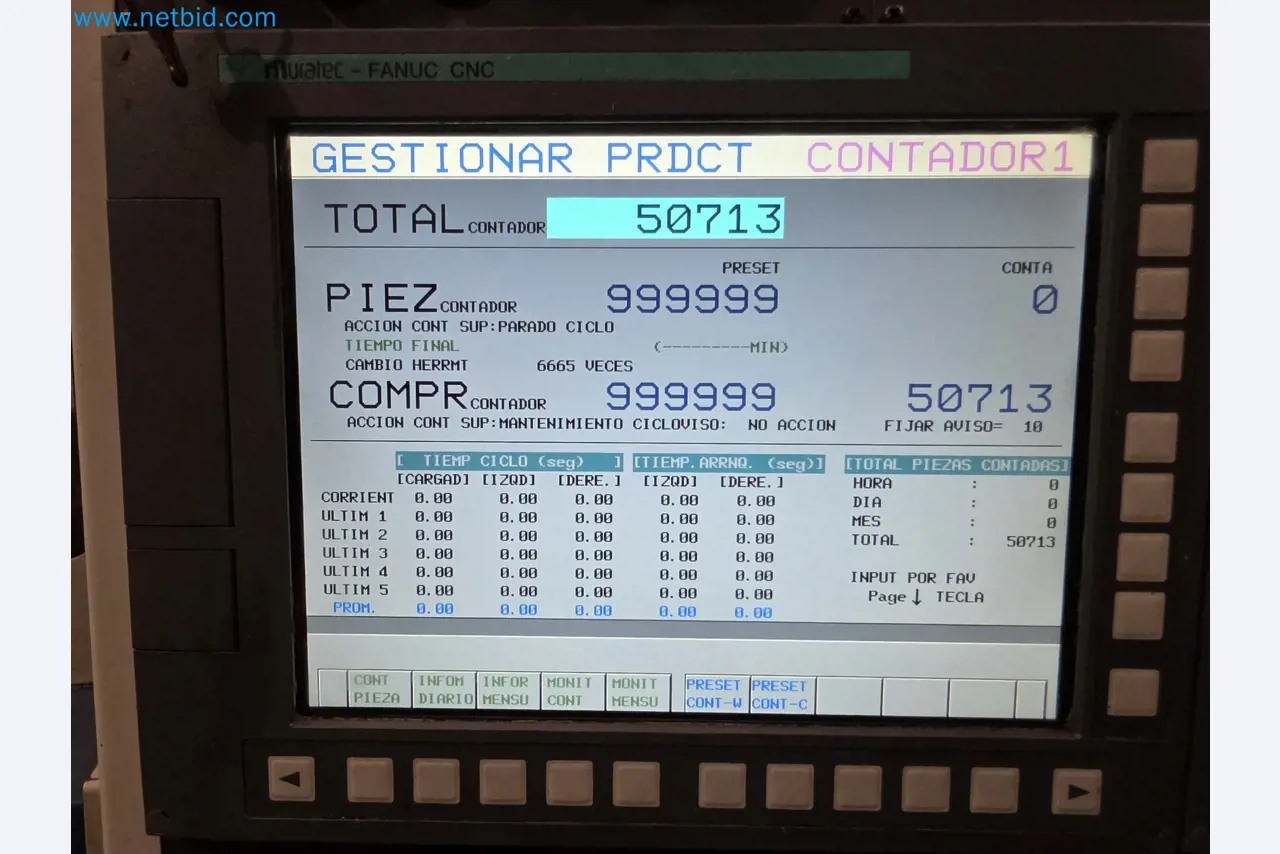 www.netbid.com
muratec - FANUC CNC
GESTIONAR PRDCT CONTADOR1
TOTAL CONTADOR 50713
PRESET CONTA
PIEZ CONTADOR 999999 0
ACCION CONT SUP:PARADO CICLO
TIEMPO FINAL (---------MIN)
CAMBIO HERRMT 6665 VECES
COMPR CONTADOR 999999 50713
ACCION CONT SUP:MANTENIMIENTO CICLOVISO: NO ACCION FIJAR AVISO= 10
[ TIEMP CICLO (seg) ] [TIEMP.ARRNQ. (seg)] [TOTAL PIEZAS CONTADAS]
[CARGAD] [IZQD] [DERE.] [IZQD] [DERE.] HORA : 0
CORRIENT 0.00 0.00 0.00 0.00 0.00 DIA : 0
ULTIM 1 0.00 0.00 0.00 0.00 0.00 MES : 0
ULTIM 2 0.00 0.00 0.00 0.00 0.00 TOTAL : 50713
ULTIM 3 0.00 0.00 0.00 0.00 0.00
ULTIM 4 0.00 0.00 0.00 0.00 0.00 INPUT POR FAV
ULTIM 5 0.00 0.00 0.00 0.00 0.00 Page↓ TECLA
PROM. 0.00 0.00 0.00 0.00 0.00
CONT PIEZA
INFOM DIARIO
INFOR MENSU
MONIT CONT
MONIT MENSU
PRESET CONT-W
PRESET CONT-C